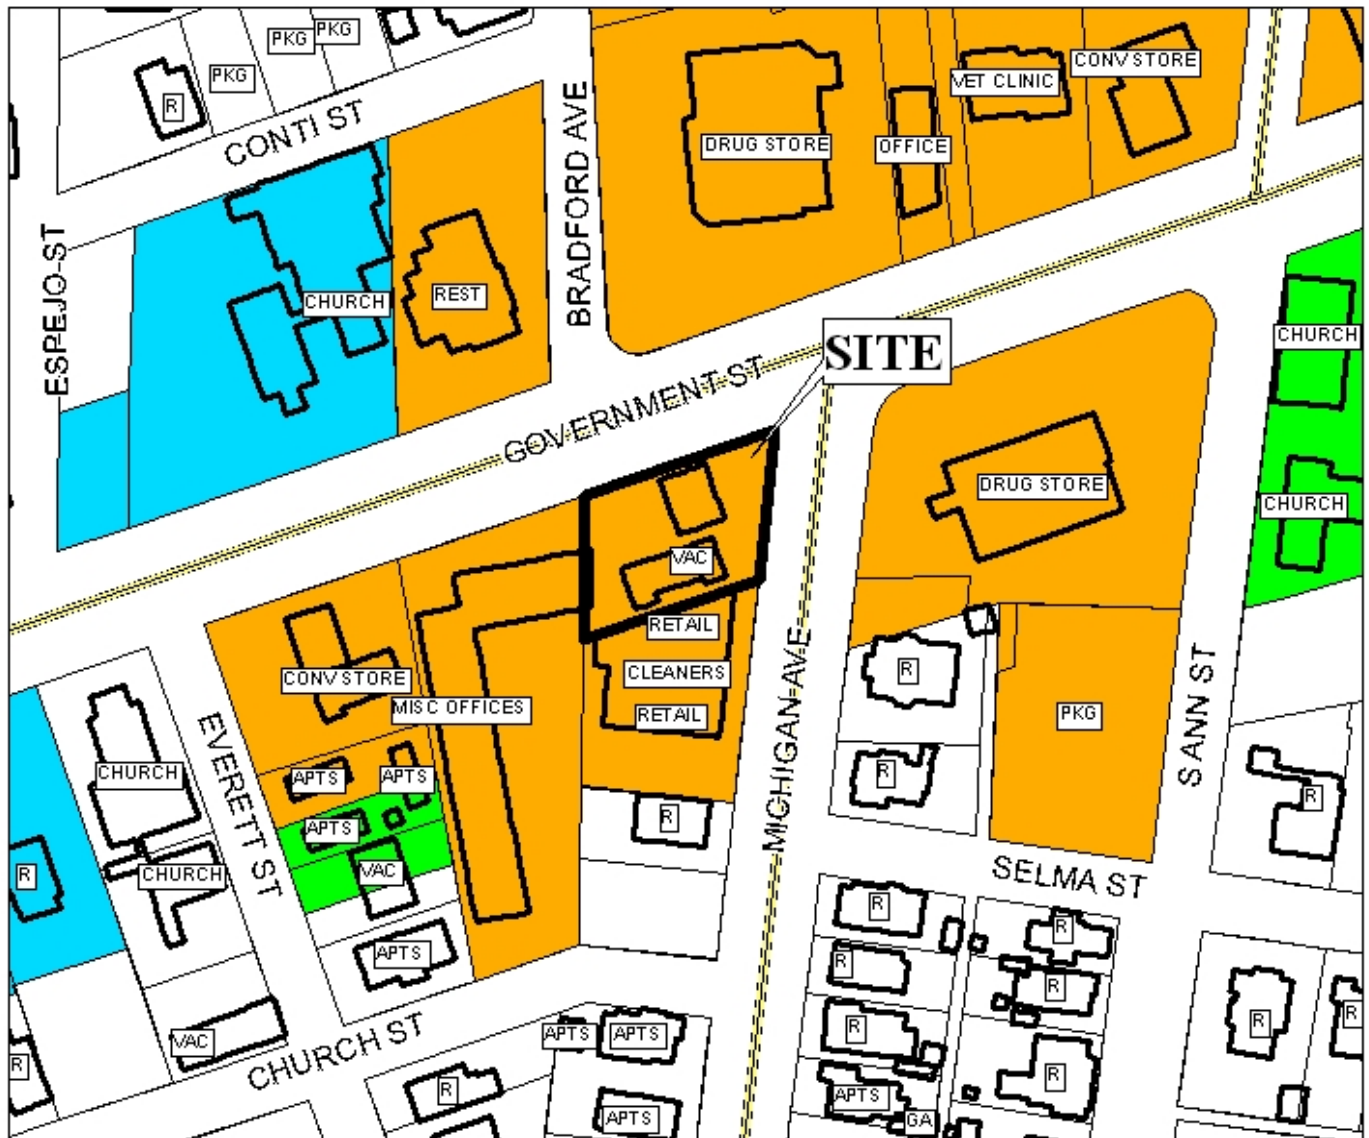 PKG
PKG
PKG
R
CONTI ST
BRADFORD AVE
ESPEJO ST
DRUG STORE
OFFICE
VET CLINIC
CONV STORE
CHURCH
REST
SITE
GOVERNMENT ST
CHURCH
CHURCH
DRUG STORE
VAC
RETAIL
CLEANERS
RETAIL
CONV STORE
MISC OFFICES
MICHIGAN AVE
R
R
PKG
S ANN ST
R
EVERETT ST
CHURCH
CHURCH
R
APTS
APTS
APTS
VAC
APTS
R
SELMA ST
R
R
R
R
R
APTS
GA
R
R
R
VAC
CHURCH ST
R
R
APTS
APTS
APTS